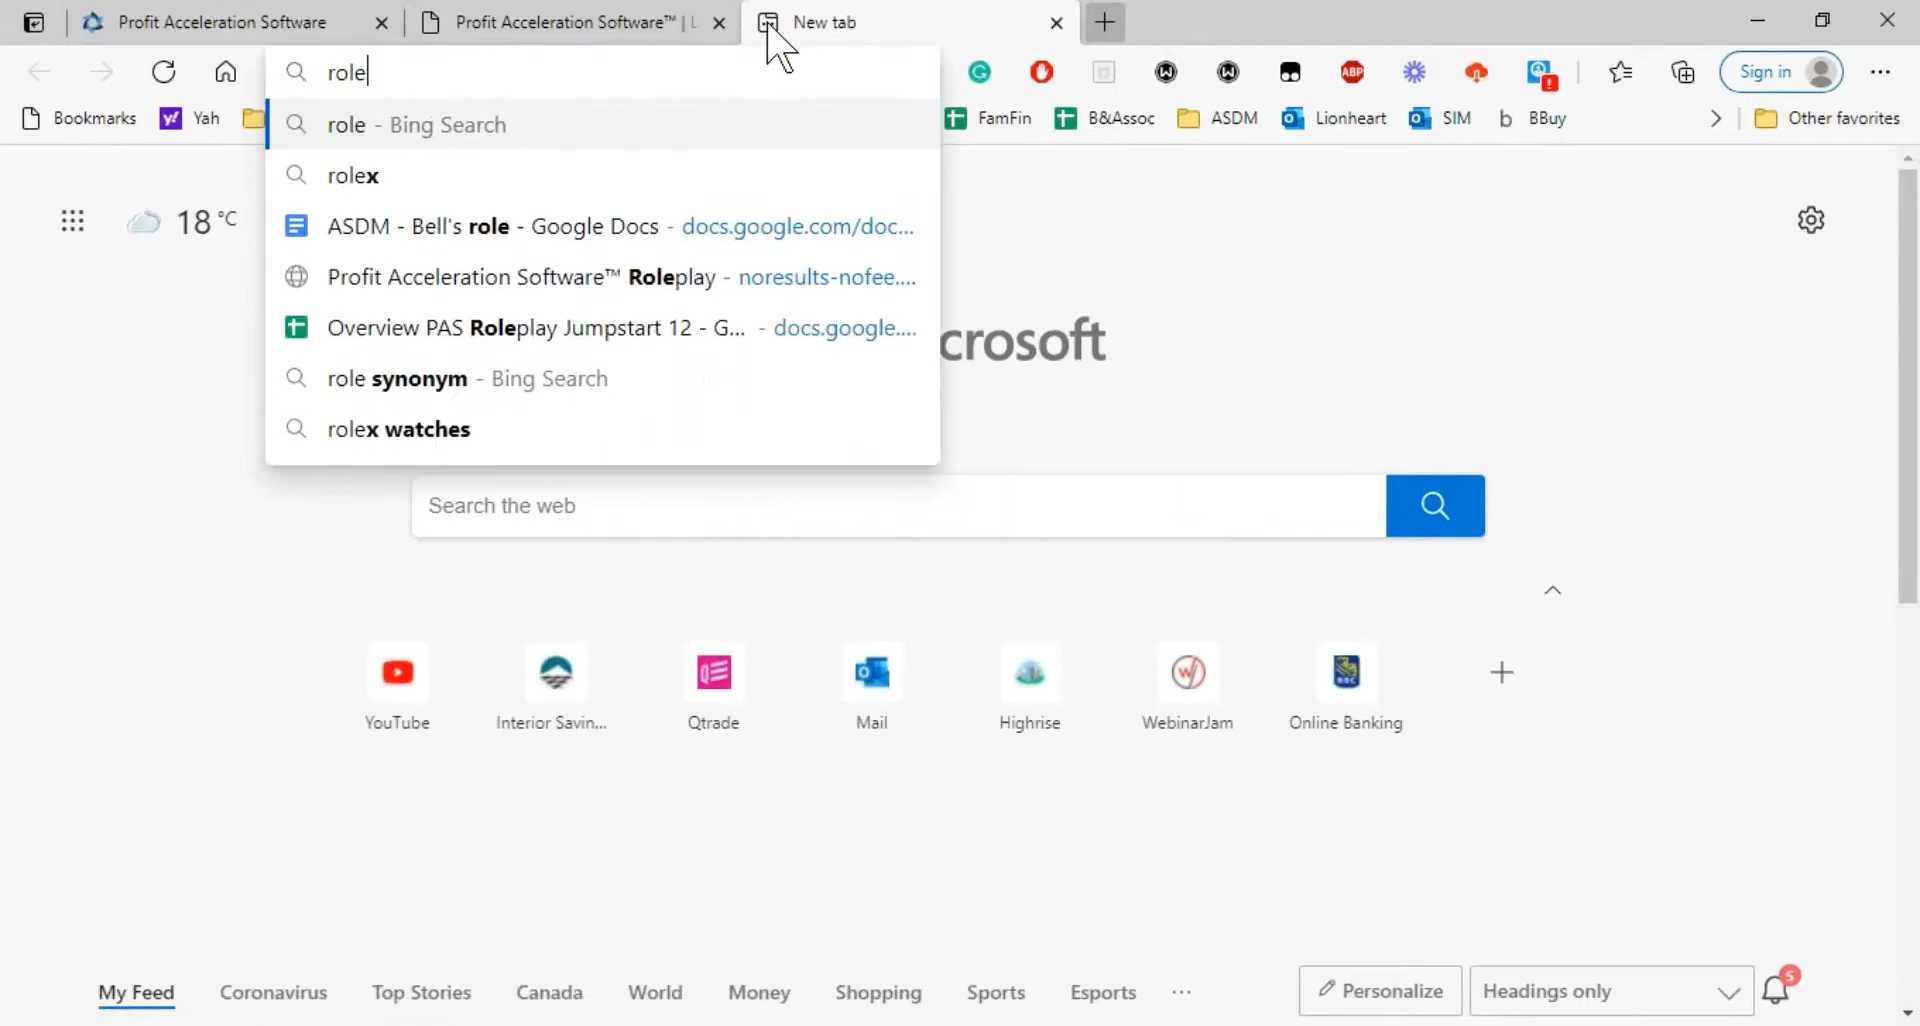 Profit Acceleration Software
Profit Acceleration Software™ | L
New tab
role
Sign in
Bookmarks
Yah
FamFin
B&Assoc
ASDM
Lionheart
SIM
BBuy
Other favorites
role - Bing Search
rolex
ASDM - Bell's role - Google Docs - docs.google.com/doc...
Profit Acceleration Software™ Roleplay - noresults-nofee....
Overview PAS Roleplay Jumpstart 12 - G... - docs.google....
role synonym - Bing Search
rolex watches
18 °C
crosoft
Search the web
YouTube
Interior Savin...
Qtrade
Mail
Highrise
WebinarJam
Online Banking
My Feed
Coronavirus
Top Stories
Canada
World
Money
Shopping
Sports
Esports
Personalize
Headings only
5